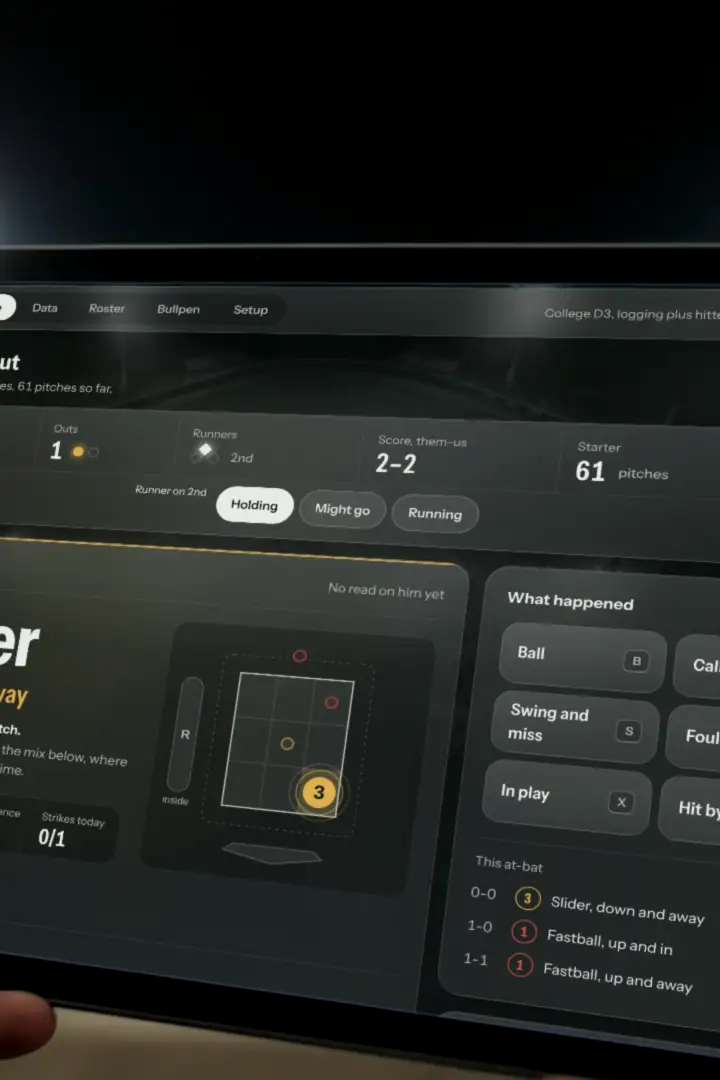 Data Roster Bullpen Setup
College D3, logging plus
ut
es. 61 pitches so far.
Outs
1
Runners
2nd
Score, them-us
2-2
Starter
61 pitches
Runner on 2nd
Holding
Might go
Running
No read on him yet
er
way
tch.
the mix below, where
ime.
ence
Strikes today
0/1
R
Inside
3
What happened
Ball B
Swing and
miss S
In play X
Hit by
This at-bat
0-0 3 Slider, down and away
1-0 1 Fastball, up and in
1-1 1 Fastball, up and away